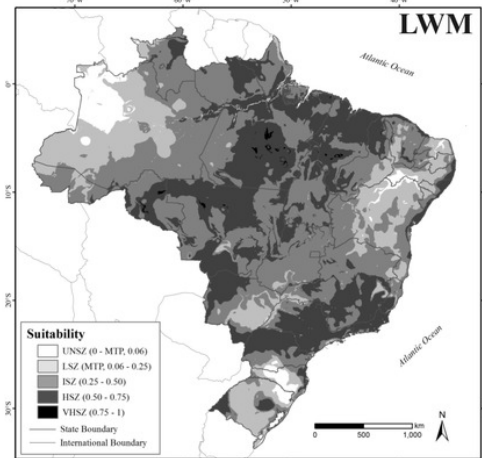 LWM
Atlantic Ocean
0°
10°S
20°S
30°S
Atlantic Ocean
Suitability
UNSZ (0 - MTP, 0.06)
LSZ (MTP, 0.06 - 0.25)
ISZ (0.25 - 0.50)
HSZ (0.50 - 0.75)
VHSZ (0.75 - 1)
State Boundary
International Boundary
0
500
1,000
km
N